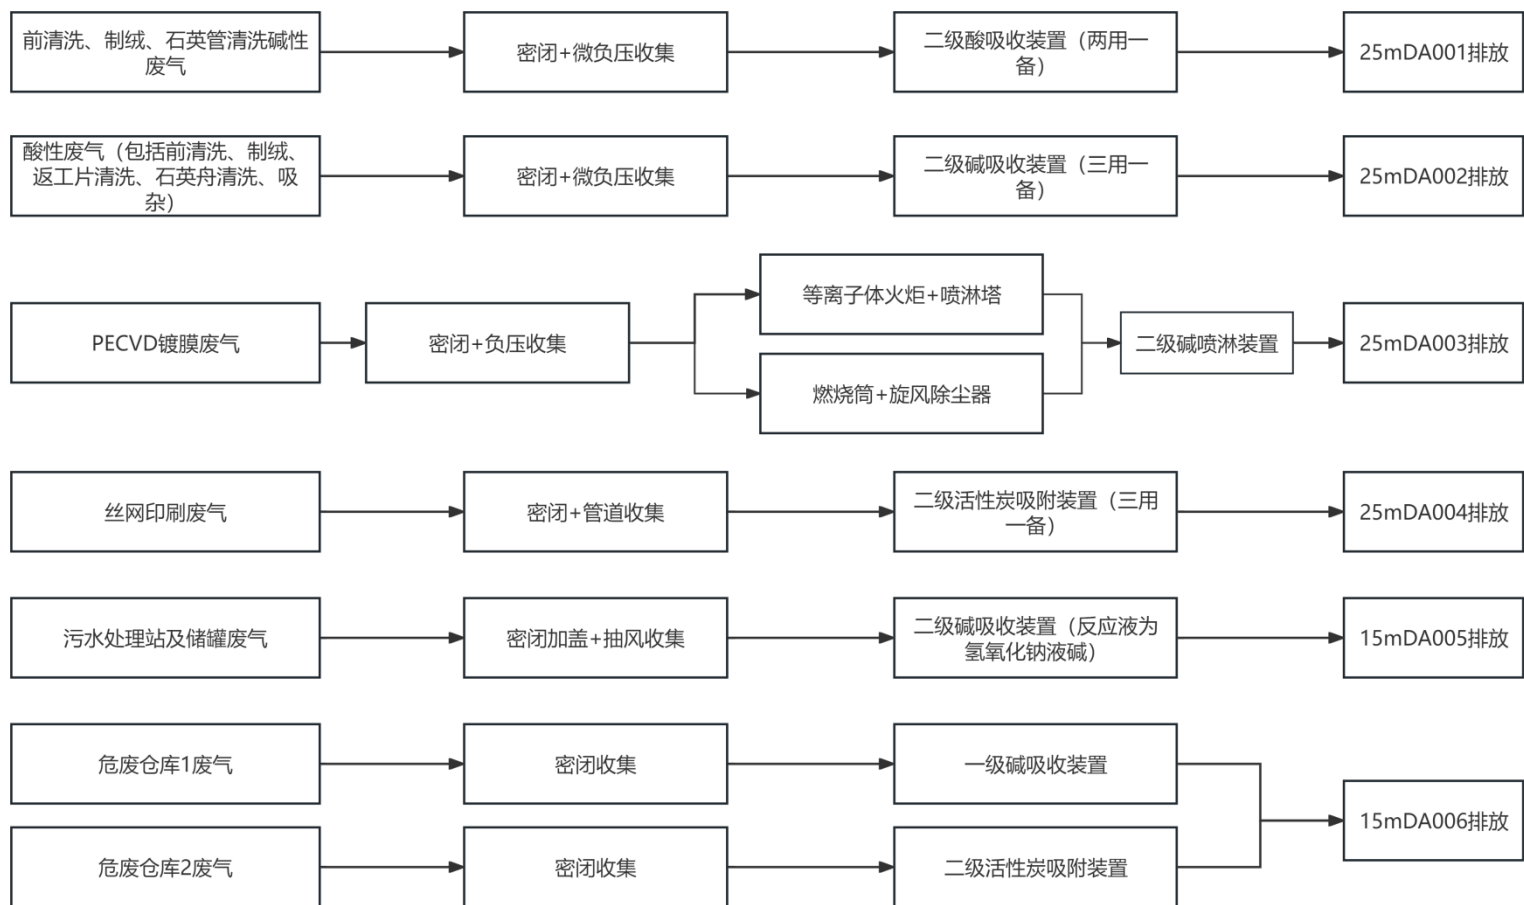 前清洗、制绒、石英管清洗碱性
废气
密闭+微负压收集
二级酸吸收装置（两用一
备）
25mDA001排放
酸性废气（包括前清洗、制绒、
返工片清洗、石英舟清洗、吸
杂）
密闭+微负压收集
二级碱吸收装置（三用一
备）
25mDA002排放
PECVD镀膜废气
密闭+负压收集
等离子体火炬+喷淋塔
燃烧筒+旋风除尘器
二级碱喷淋装置
25mDA003排放
丝网印刷废气
密闭+管道收集
二级活性炭吸附装置（三用
一备）
25mDA004排放
污水处理站及储罐废气
密闭加盖+抽风收集
二级碱吸收装置（反应液为
氢氧化钠液碱）
15mDA005排放
危废仓库1废气
密闭收集
一级碱吸收装置
15mDA006排放
危废仓库2废气
密闭收集
二级活性炭吸附装置